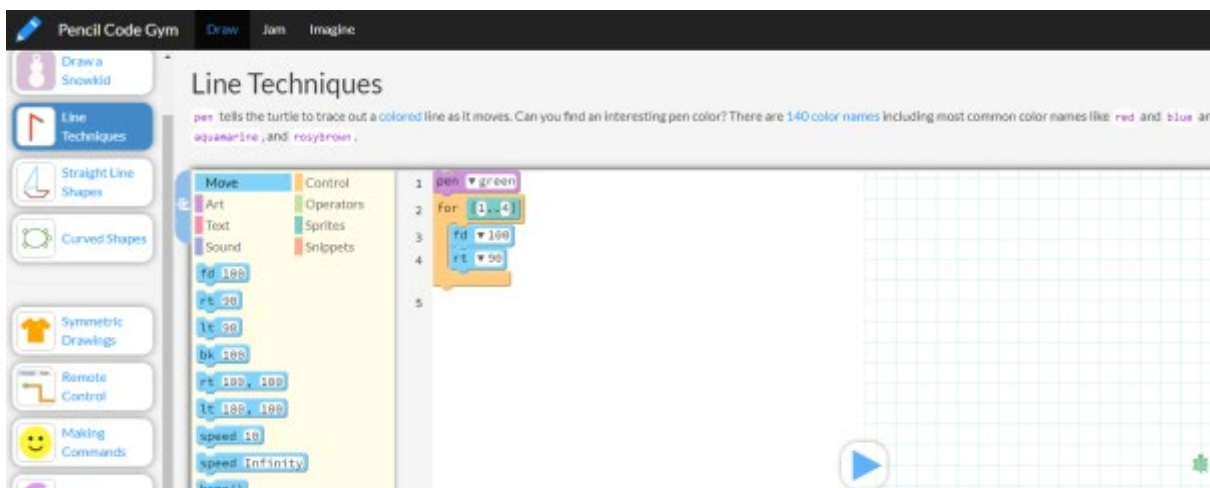 Pencil Code Gym Draw Jam Imagine
Draw a
Snowkid
Line
Techniques
Straight Line
Shapes
Curved Shapes
Symmetric
Drawings
Remote
Control
Making
Commands
Line Techniques
pen tells the turtle to trace out a colored line as it moves. Can you find an interesting pen color? There are 140 color names including most common color names like red and blue
aquamarine ,and rosybrown .
Move Control
Art Operators
Text Sprites
Sound Snippets
fd 100
rt 90
lt 90
bk 100
rt 180, 100
lt 180, 100
speed 10
speed Infinity
1 pen ▼ green
2 for [1..4]
3 fd ▼ 100
4 rt ▼ 90
5